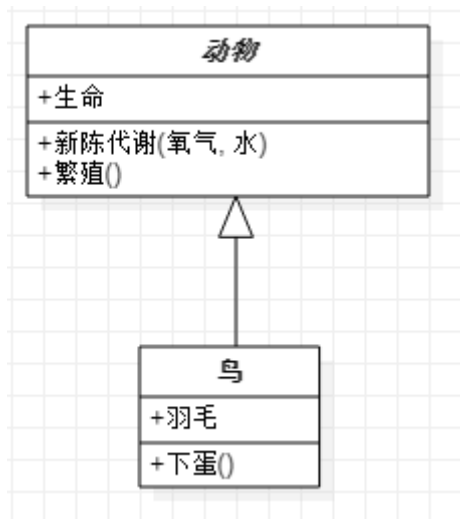 动物
+生命
+新陈代谢(氧气, 水)
+繁殖()
鸟
+羽毛
+下蛋()